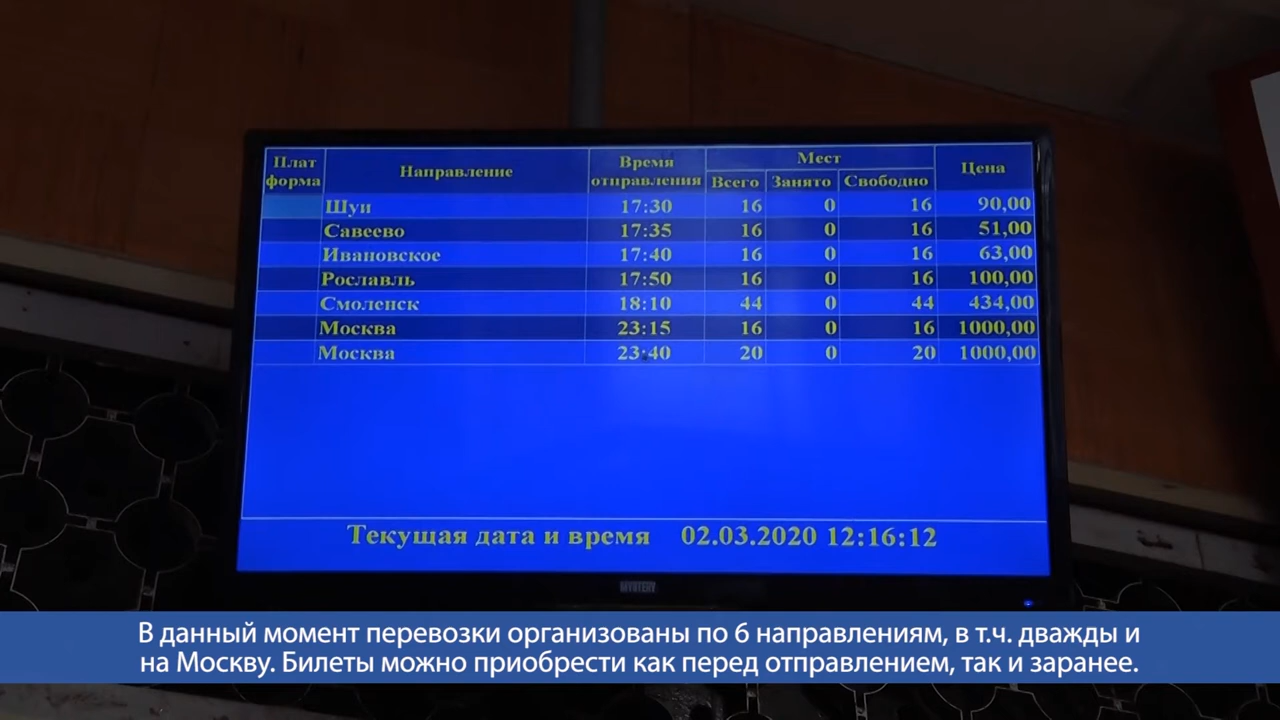 Плат
форма
Направление
Время
отправления
Мест
Всего Занято Свободно
Цена
Шуи 17:30 16 0 16 90,00
Савеево 17:35 16 0 16 51,00
Ивановское 17:40 16 0 16 63,00
Рославль 17:50 16 0 16 100,00
Смоленск 18:10 44 0 44 434,00
Москва 23:15 16 0 16 1000,00
Москва 23:40 20 0 20 1000,00
Текущая дата и время 02.03.2020 12:16:12
MYSTERY
В данный момент перевозки организованы по 6 направлениям, в т.ч. дважды и
на Москву. Билеты можно приобрести как перед отправлением, так и заранее.